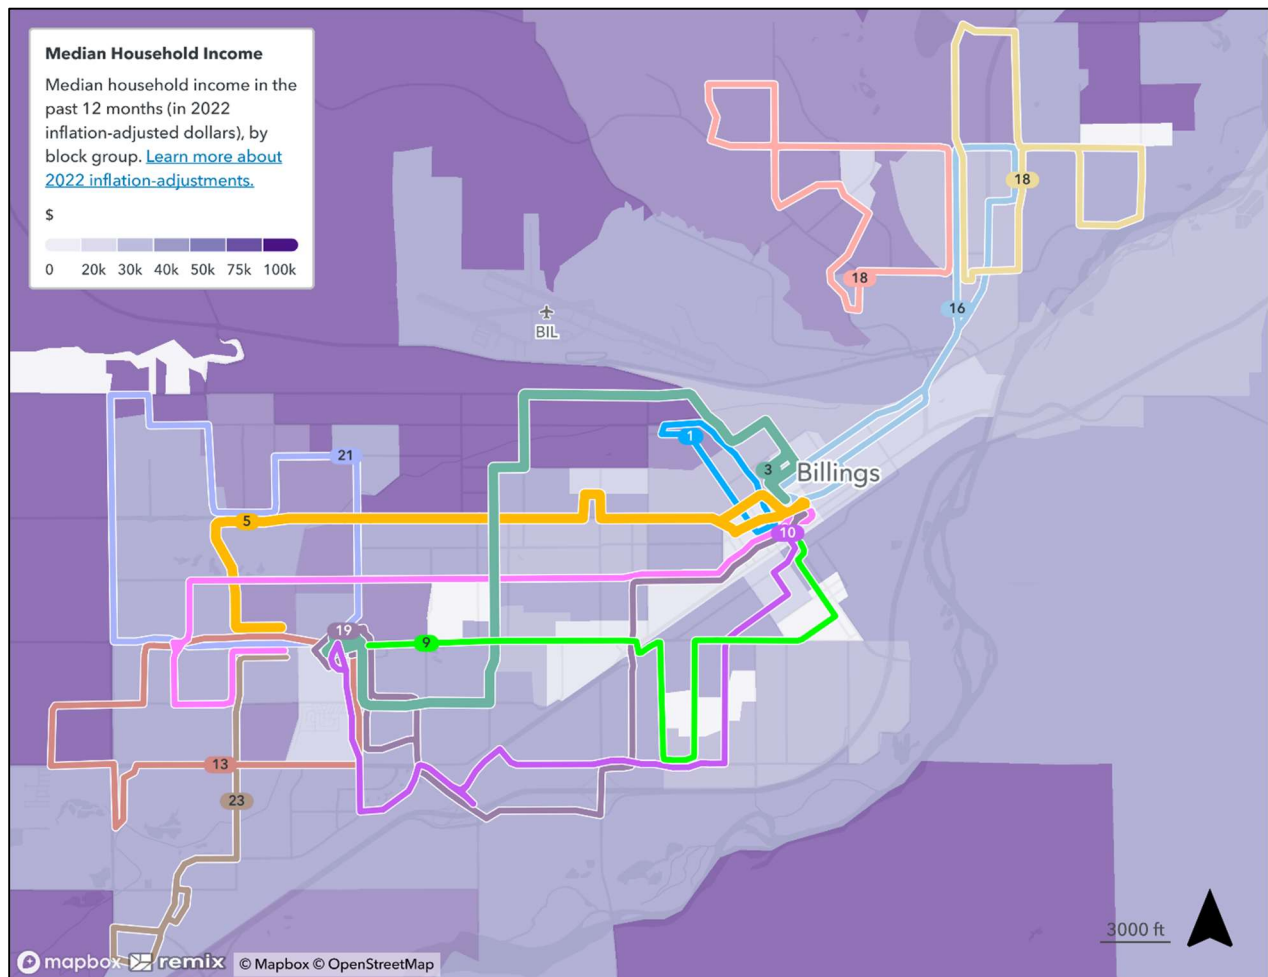 Median Household Income
Median household income in the
past 12 months (in 2022
inflation-adjusted dollars), by
block group. Learn more about
2022 inflation-adjustments.
$
0 20k 30k 40k 50k 75k 100k
18
18
16
BIL
1
21
3
Billings
5
10
19
9
13
23
3000 ft
mapbox remix © Mapbox © OpenStreetMap